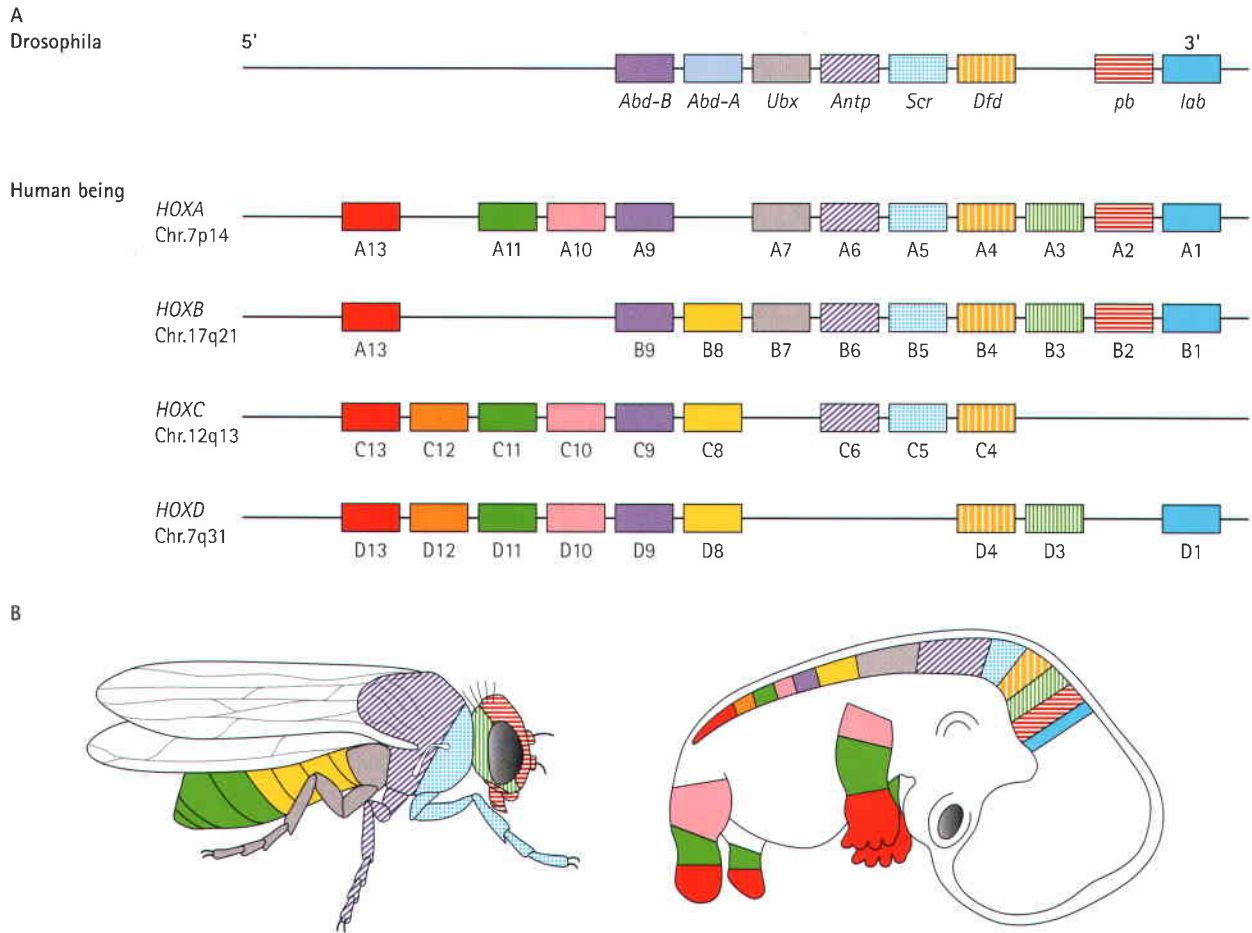 A
Drosophila
5'
3'
Abd-B Abd-A Ubx Antp Scr Dfd pb lab
Human being
HOXA
Chr.7p14
A13 A11 A10 A9 A7 A6 A5 A4 A3 A2 A1
HOXB
Chr.17q21
A13 B9 B8 B7 B6 B5 B4 B3 B2 B1
HOXC
Chr.12q13
C13 C12 C11 C10 C9 C8 C6 C5 C4
HOXD
Chr.7q31
D13 D12 D11 D10 D9 D8 D4 D3 D1
B